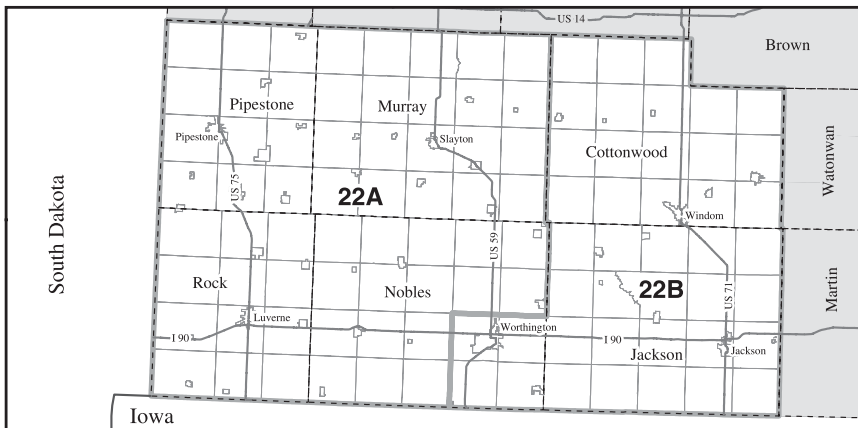 US 14
Brown
Pipestone
Murray
Pipestone
Slayton
Cottonwood
Watonwan
US 75
22A
Windom
South Dakota
US 59
Rock
Nobles
22B
US 71
Martin
Luverne
Worthington
I 90
I 90
Jackson
Jackson
Iowa